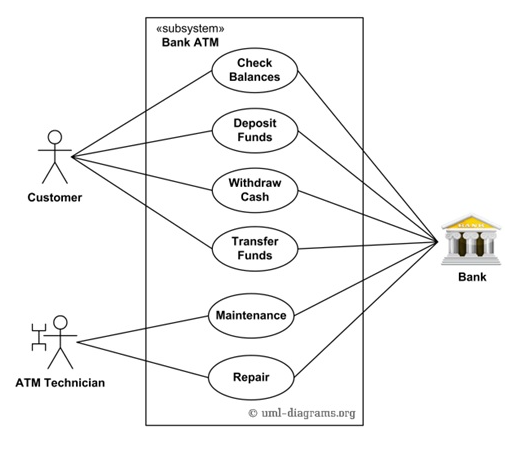 «subsystem»
Bank ATM
Check
Balances
Deposit
Funds
Customer
Withdraw
Cash
Transfer
Funds
BANK
Bank
Maintenance
ATM Technician
Repair
© uml-diagrams.org